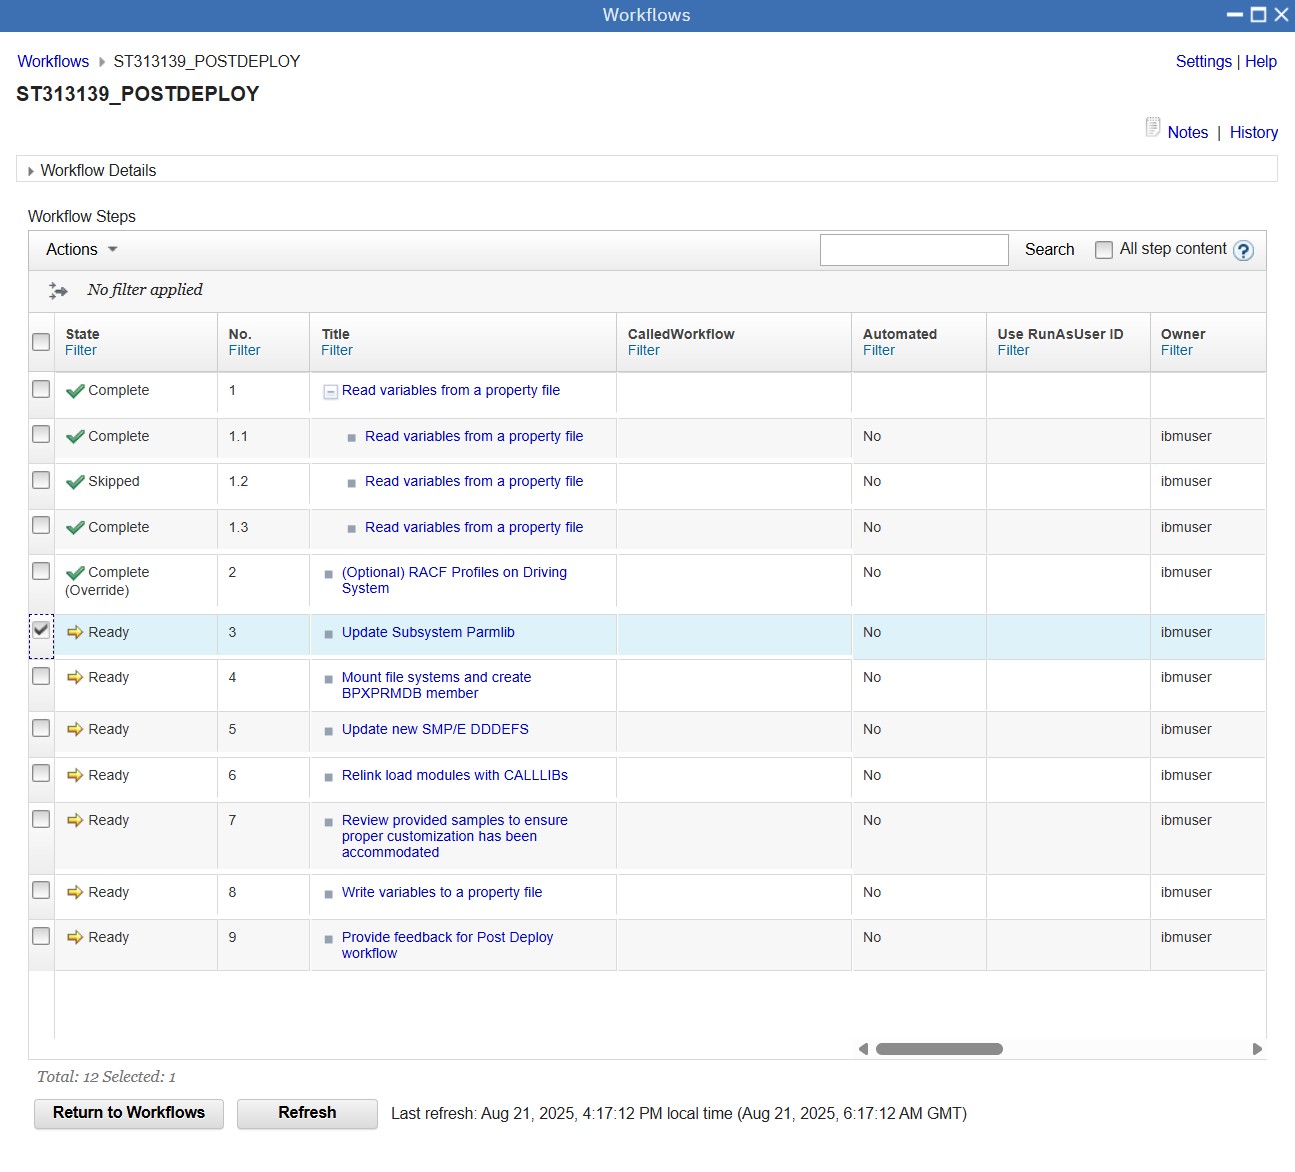 Workflows
Workflows ST313139_POSTDEPLOY
Settings | Help
ST313139_POSTDEPLOY
Notes | History
Workflow Details
Workflow Steps
Actions
Search All step content ?
No filter applied
State No. Title CalledWorkflow Automated Use RunAsUser ID Owner
Filter Filter Filter Filter Filter Filter Filter
Complete 1 Read variables from a property file
Complete 1.1 Read variables from a property file No ibmuser
Skipped 1.2 Read variables from a property file No ibmuser
Complete 1.3 Read variables from a property file No ibmuser
Complete 2 (Optional) RACF Profiles on Driving No ibmuser
(Override) System
Ready 3 Update Subsystem Parmlib No ibmuser
Ready 4 Mount file systems and create No ibmuser
BPXPRMDB member
Ready 5 Update new SMP/E DDDEFS No ibmuser
Ready 6 Relink load modules with CALLLIBs No ibmuser
Ready 7 Review provided samples to ensure No ibmuser
proper customization has been
accommodated
Ready 8 Write variables to a property file No ibmuser
Ready 9 Provide feedback for Post Deploy No ibmuser
workflow
Total: 12 Selected: 1
Return to Workflows Refresh Last refresh: Aug 21, 2025, 4:17:12 PM local time (Aug 21, 2025, 6:17:12 AM GMT)